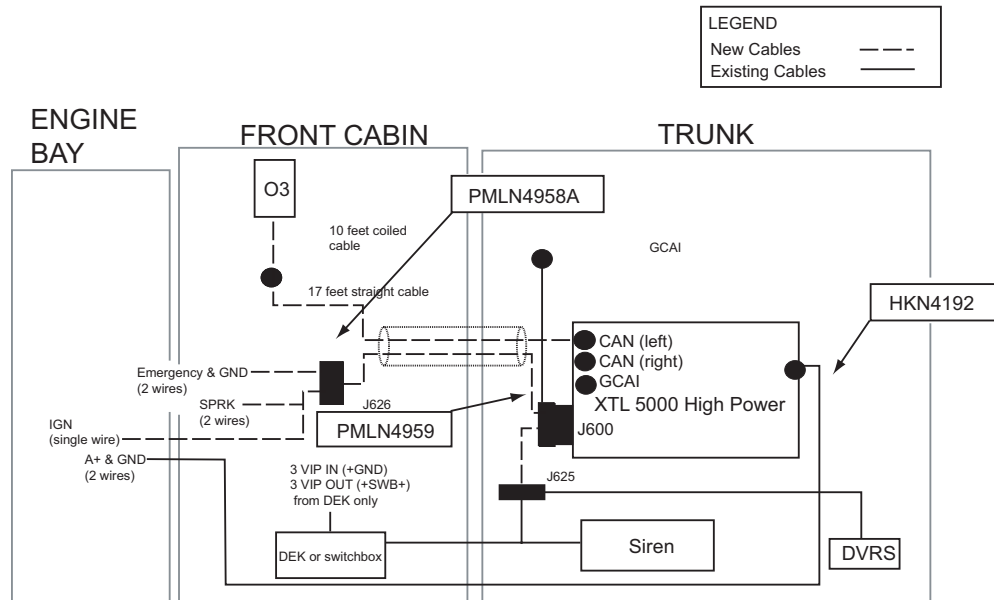 LEGEND
New Cables
Existing Cables
ENGINE
BAY
FRONT CABIN
TRUNK
O3
PMLN4958A
10 feet coiled
cable
GCAI
17 feet straight cable
HKN4192
CAN (left)
CAN (right)
GCAI
XTL 5000 High Power
J600
Emergency & GND
(2 wires)
SPRK
(2 wires)
J626
PMLN4959
IGN
(single wire)
A+ & GND
(2 wires)
3 VIP IN (+GND)
3 VIP OUT (+SWB+)
from DEK only
J625
DEK or switchbox
Siren
DVRS